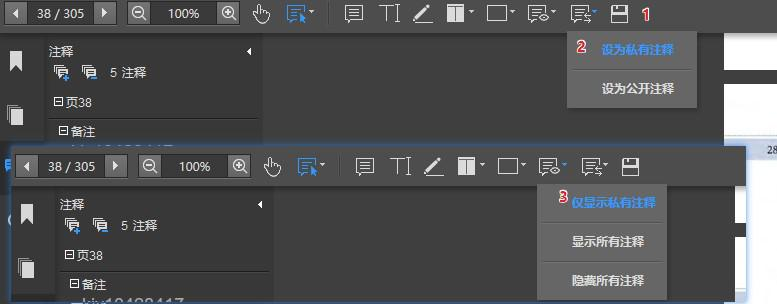 38 / 305 100% 1
注释 2 设为私有注释
5 注释
设为公开注释
页38
备注
28
38 / 305 100%
注释 3 仅显示私有注释
5 注释
显示所有注释
页38
备注 隐藏所有注释